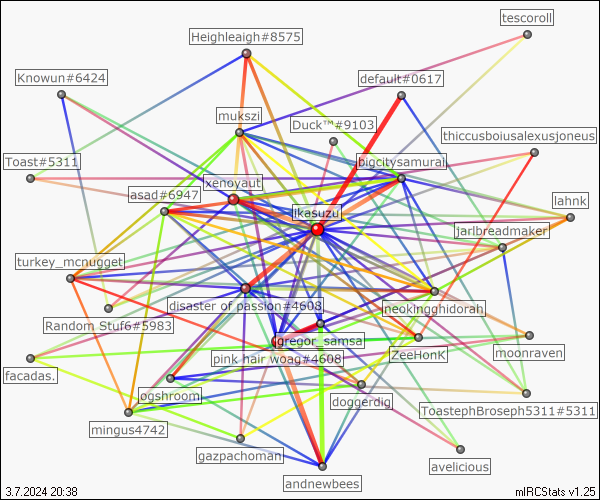 tescoroll
Heighleaigh#8575
Knowun#6424
default#0617
mukszi
Duck™#9103
thiccusboiusalexusjoneus
Toast#5311
bigcitysamurai
xenoyaut
asad#6947
lahnk
ikasuzu
jarlbreadmaker
turkey_mcnugget
disaster of passion#4608
neokingghidorah
Random Stuf6#5983
gregor_samsa
pink hair woag#4608
ZeeHonK
moonraven
facadas.
ogshroom
doggerdig
ToastephBroseph5311#5311
mingus4742
gazpachoman
avelicious
andnewbees
3.7.2024 20:38
mIRCStats v1.25